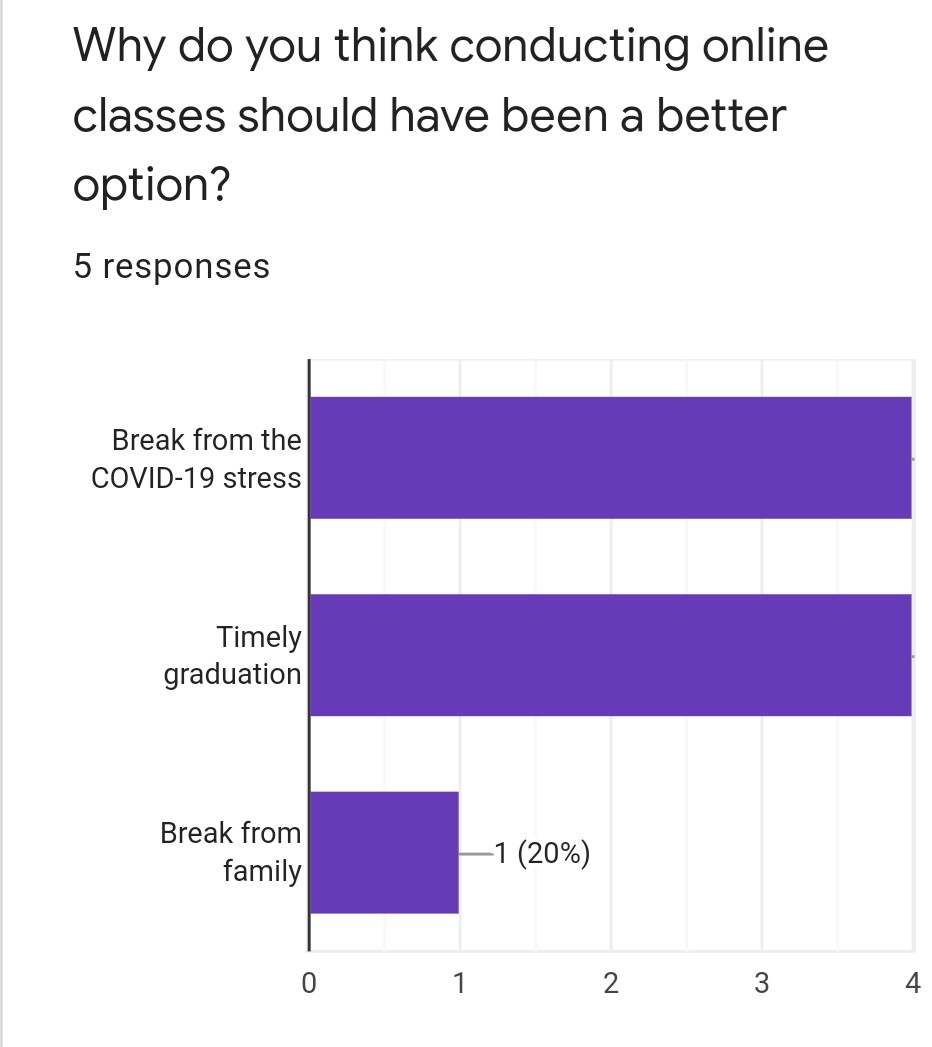 Why do you think conducting online
classes should have been a better
option?
5 responses
Break from the
COVID-19 stress
Timely
graduation
Break from
family
1 (20%)
0 1 2 3 4